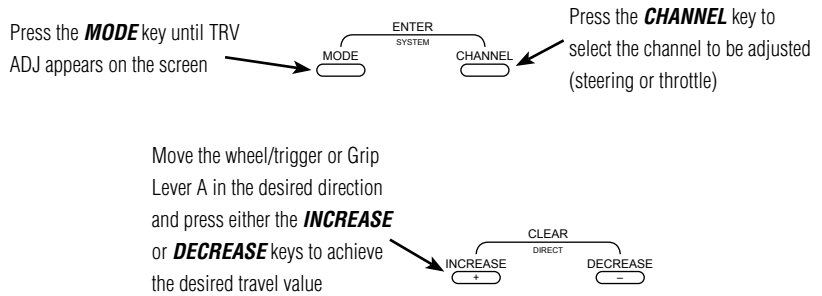 Press the MODE key until TRV
ADJ appears on the screen
ENTER
SYSTEM
MODE
CHANNEL
Press the CHANNEL key to
select the channel to be adjusted
(steering or throttle)
Move the wheel/trigger or Grip
Lever A in the desired direction
and press either the INCREASE
or DECREASE keys to achieve
the desired travel value
CLEAR
DIRECT
INCREASE
+
DECREASE
–